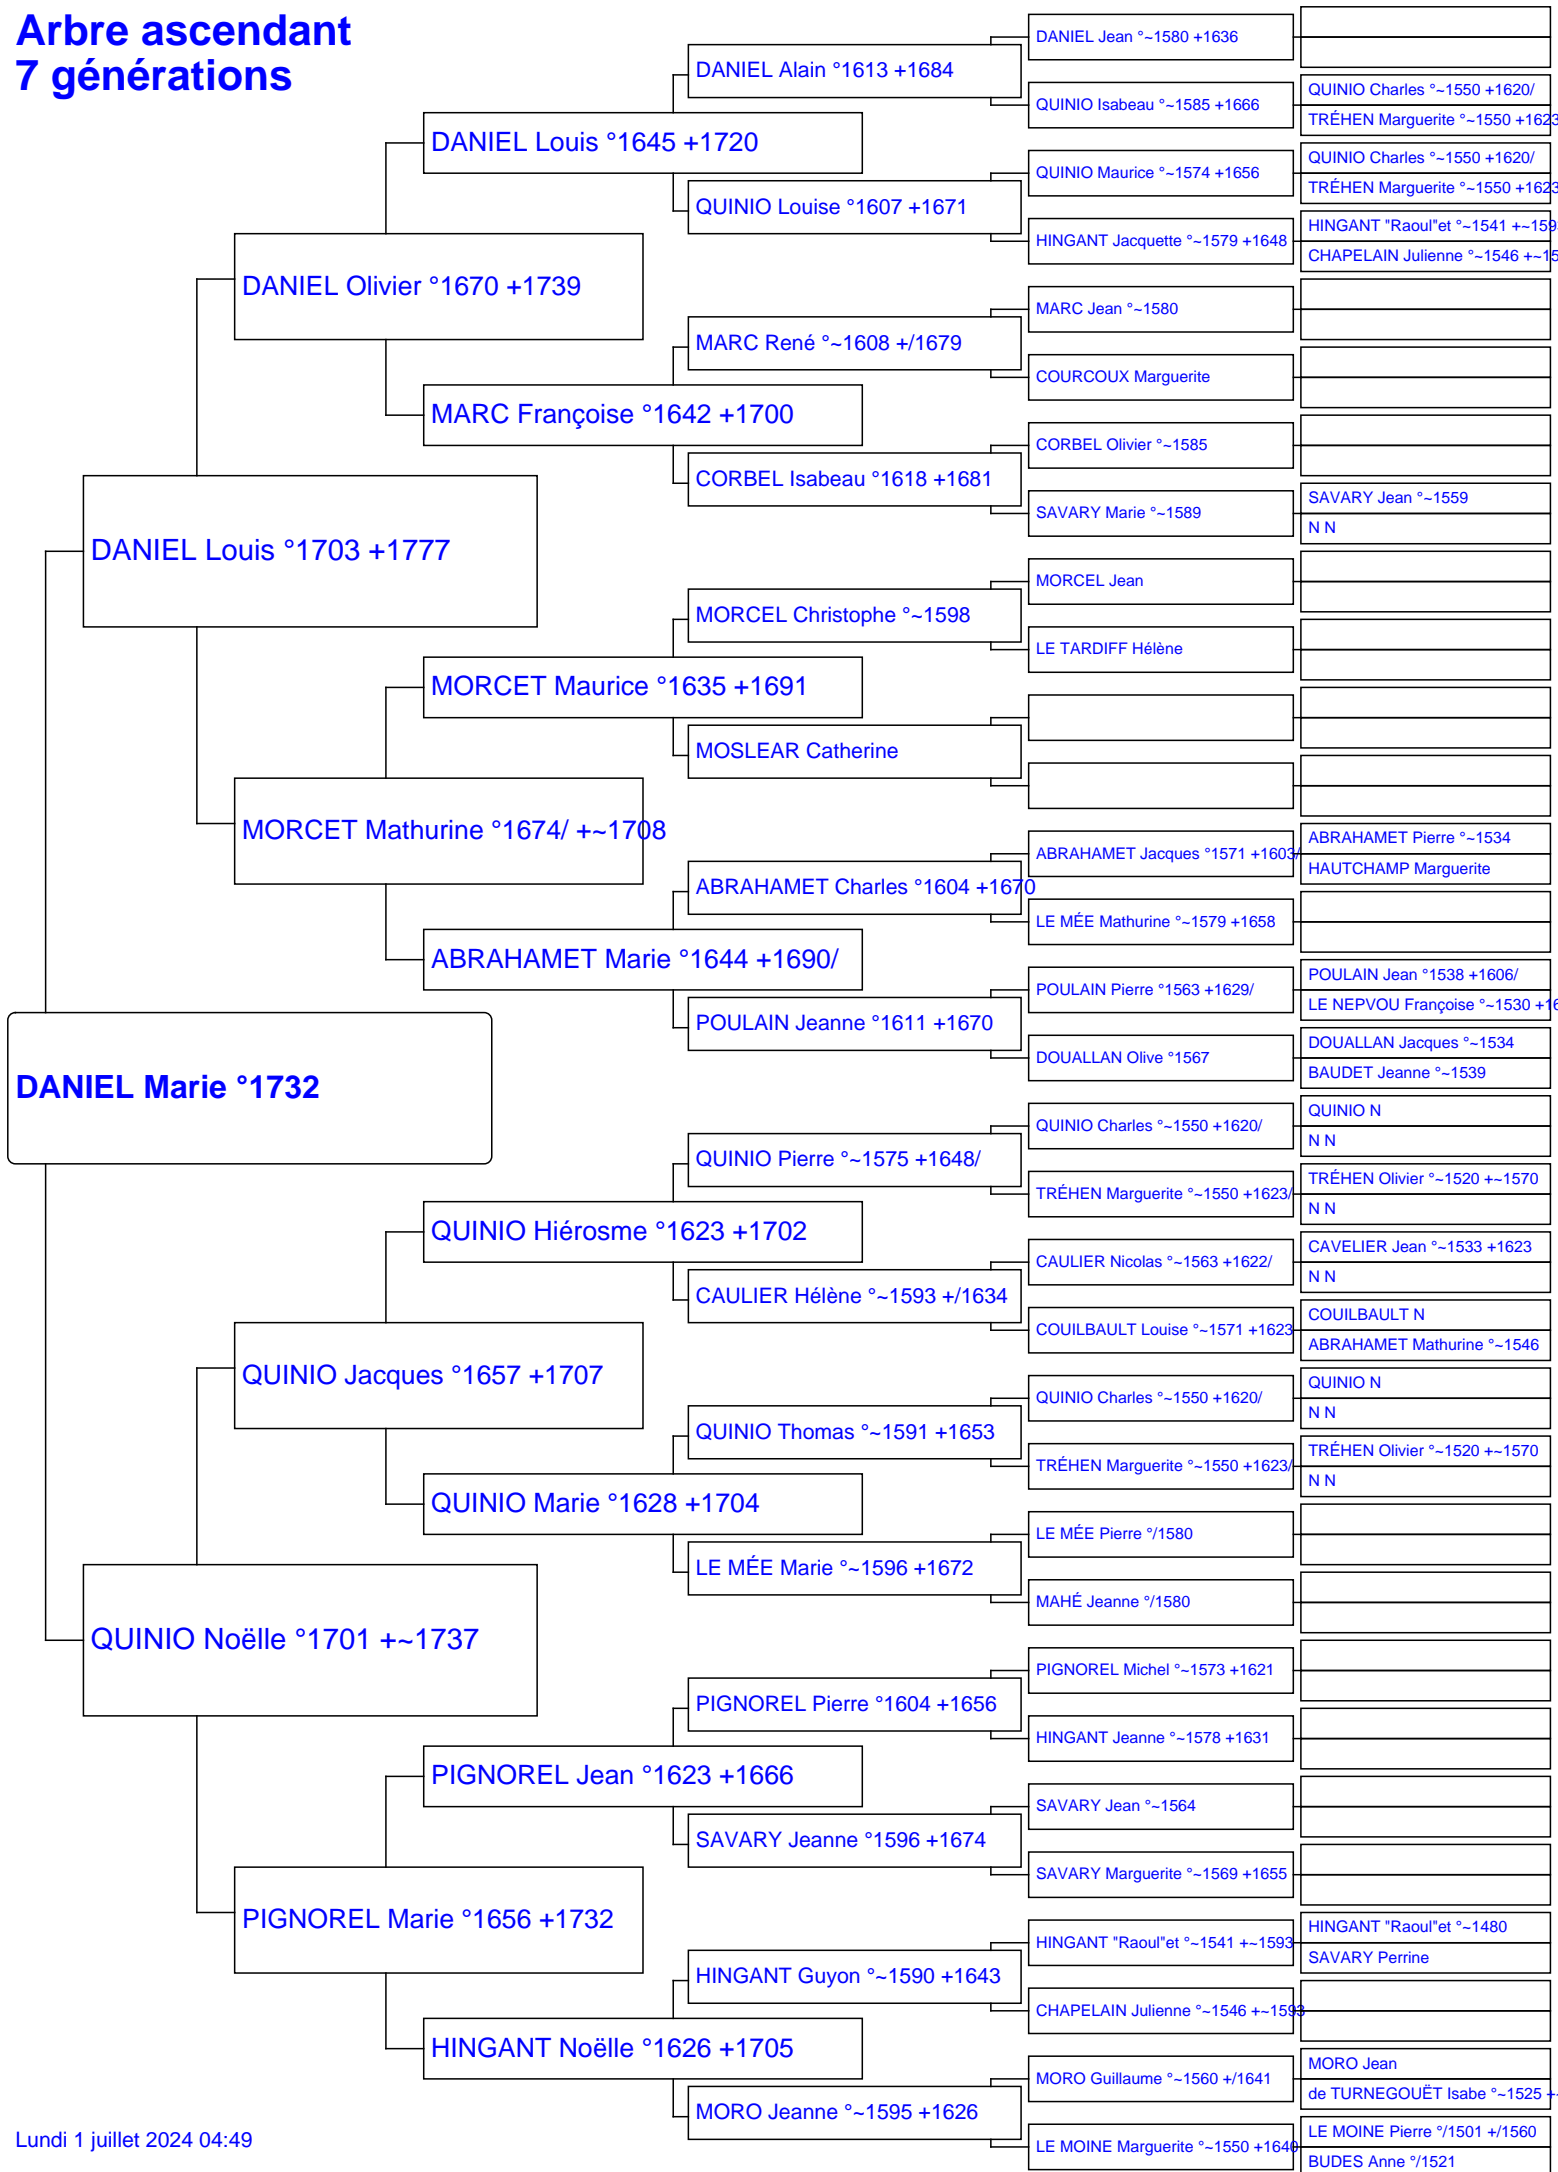 Arbre ascendant
7 générations
DANIEL Marie °1732
DANIEL Louis °1703 +1777
QUINIO Noëlle °1701 +~1737
DANIEL Olivier °1670 +1739
MORCET Mathurine °1674/ +~1708
QUINIO Jacques °1657 +1707
PIGNOREL Marie °1656 +1732
DANIEL Louis °1645 +1720
MARC Françoise °1642 +1700
MORCET Maurice °1635 +1691
ABRAHAMET Marie °1644 +1690/
QUINIO Hiérosme °1623 +1702
QUINIO Marie °1628 +1704
PIGNOREL Jean °1623 +1666
HINGANT Noëlle °1626 +1705
DANIEL Alain °1613 +1684
QUINIO Louise °1607 +1671
MARC René °~1608 +/1679
CORBEL Isabeau °1618 +1681
MORCEL Christophe °~1598
MOSLEAR Catherine
ABRAHAMET Charles °1604 +1670
POULAIN Jeanne °1611 +1670
QUINIO Pierre °~1575 +1648/
CAULIER Hélène °~1593 +/1634
QUINIO Thomas °~1591 +1653
LE MÉE Marie °~1596 +1672
PIGNOREL Pierre °1604 +1656
SAVARY Jeanne °1596 +1674
HINGANT Guyon °~1590 +1643
MORO Jeanne °~1595 +1626
DANIEL Jean °~1580 +1636
QUINIO Isabeau °~1585 +1666
QUINIO Maurice °~1574 +1656
HINGANT Jacquette °~1579 +1648
MARC Jean °~1580
COURCOUX Marguerite
CORBEL Olivier °~1585
SAVARY Marie °~1589
MORCEL Jean
LE TARDIFF Hélène
ABRAHAMET Jacques °1571 +1603/
LE MÉE Mathurine °~1579 +1658
POULAIN Pierre °1563 +1629/
DOUALLAN Olive °1567
QUINIO Charles °~1550 +1620/
TRÉHEN Marguerite °~1550 +1623/
CAULIER Nicolas °~1563 +1622/
COUILBAULT Louise °~1571 +1623
QUINIO Charles °~1550 +1620/
TRÉHEN Marguerite °~1550 +1623/
LE MÉE Pierre °/1580
MAHÉ Jeanne °/1580
PIGNOREL Michel °~1573 +1621
HINGANT Jeanne °~1578 +1631
SAVARY Jean °~1564
SAVARY Marguerite °~1569 +1655
HINGANT "Raoul"et °~1541 +~1593
CHAPELAIN Julienne °~1546 +~1593
MORO Guillaume °~1560 +/1641
LE MOINE Marguerite °~1550 +1640
QUINIO Charles °~1550 +1620/
TRÉHEN Marguerite °~1550 +1623
QUINIO Charles °~1550 +1620/
TRÉHEN Marguerite °~1550 +1623
HINGANT "Raoul"et °~1541 +~159
CHAPELAIN Julienne °~1546 +~15
SAVARY Jean °~1559
N N
ABRAHAMET Pierre °~1534
HAUTCHAMP Marguerite
POULAIN Jean °1538 +1606/
LE NEPVOU Françoise °~1530 +16
DOUALLAN Jacques °~1534
BAUDET Jeanne °~1539
QUINIO N
N N
TRÉHEN Olivier °~1520 +~1570
N N
CAVELIER Jean °~1533 +1623
N N
COUILBAULT N
ABRAHAMET Mathurine °~1546
QUINIO N
N N
TRÉHEN Olivier °~1520 +~1570
N N
HINGANT "Raoul"et °~1480
SAVARY Perrine
MORO Jean
de TURNEGOUËT Isabe °~1525 +
LE MOINE Pierre °/1501 +/1560
BUDES Anne °/1521
Lundi 1 juillet 2024 04:49